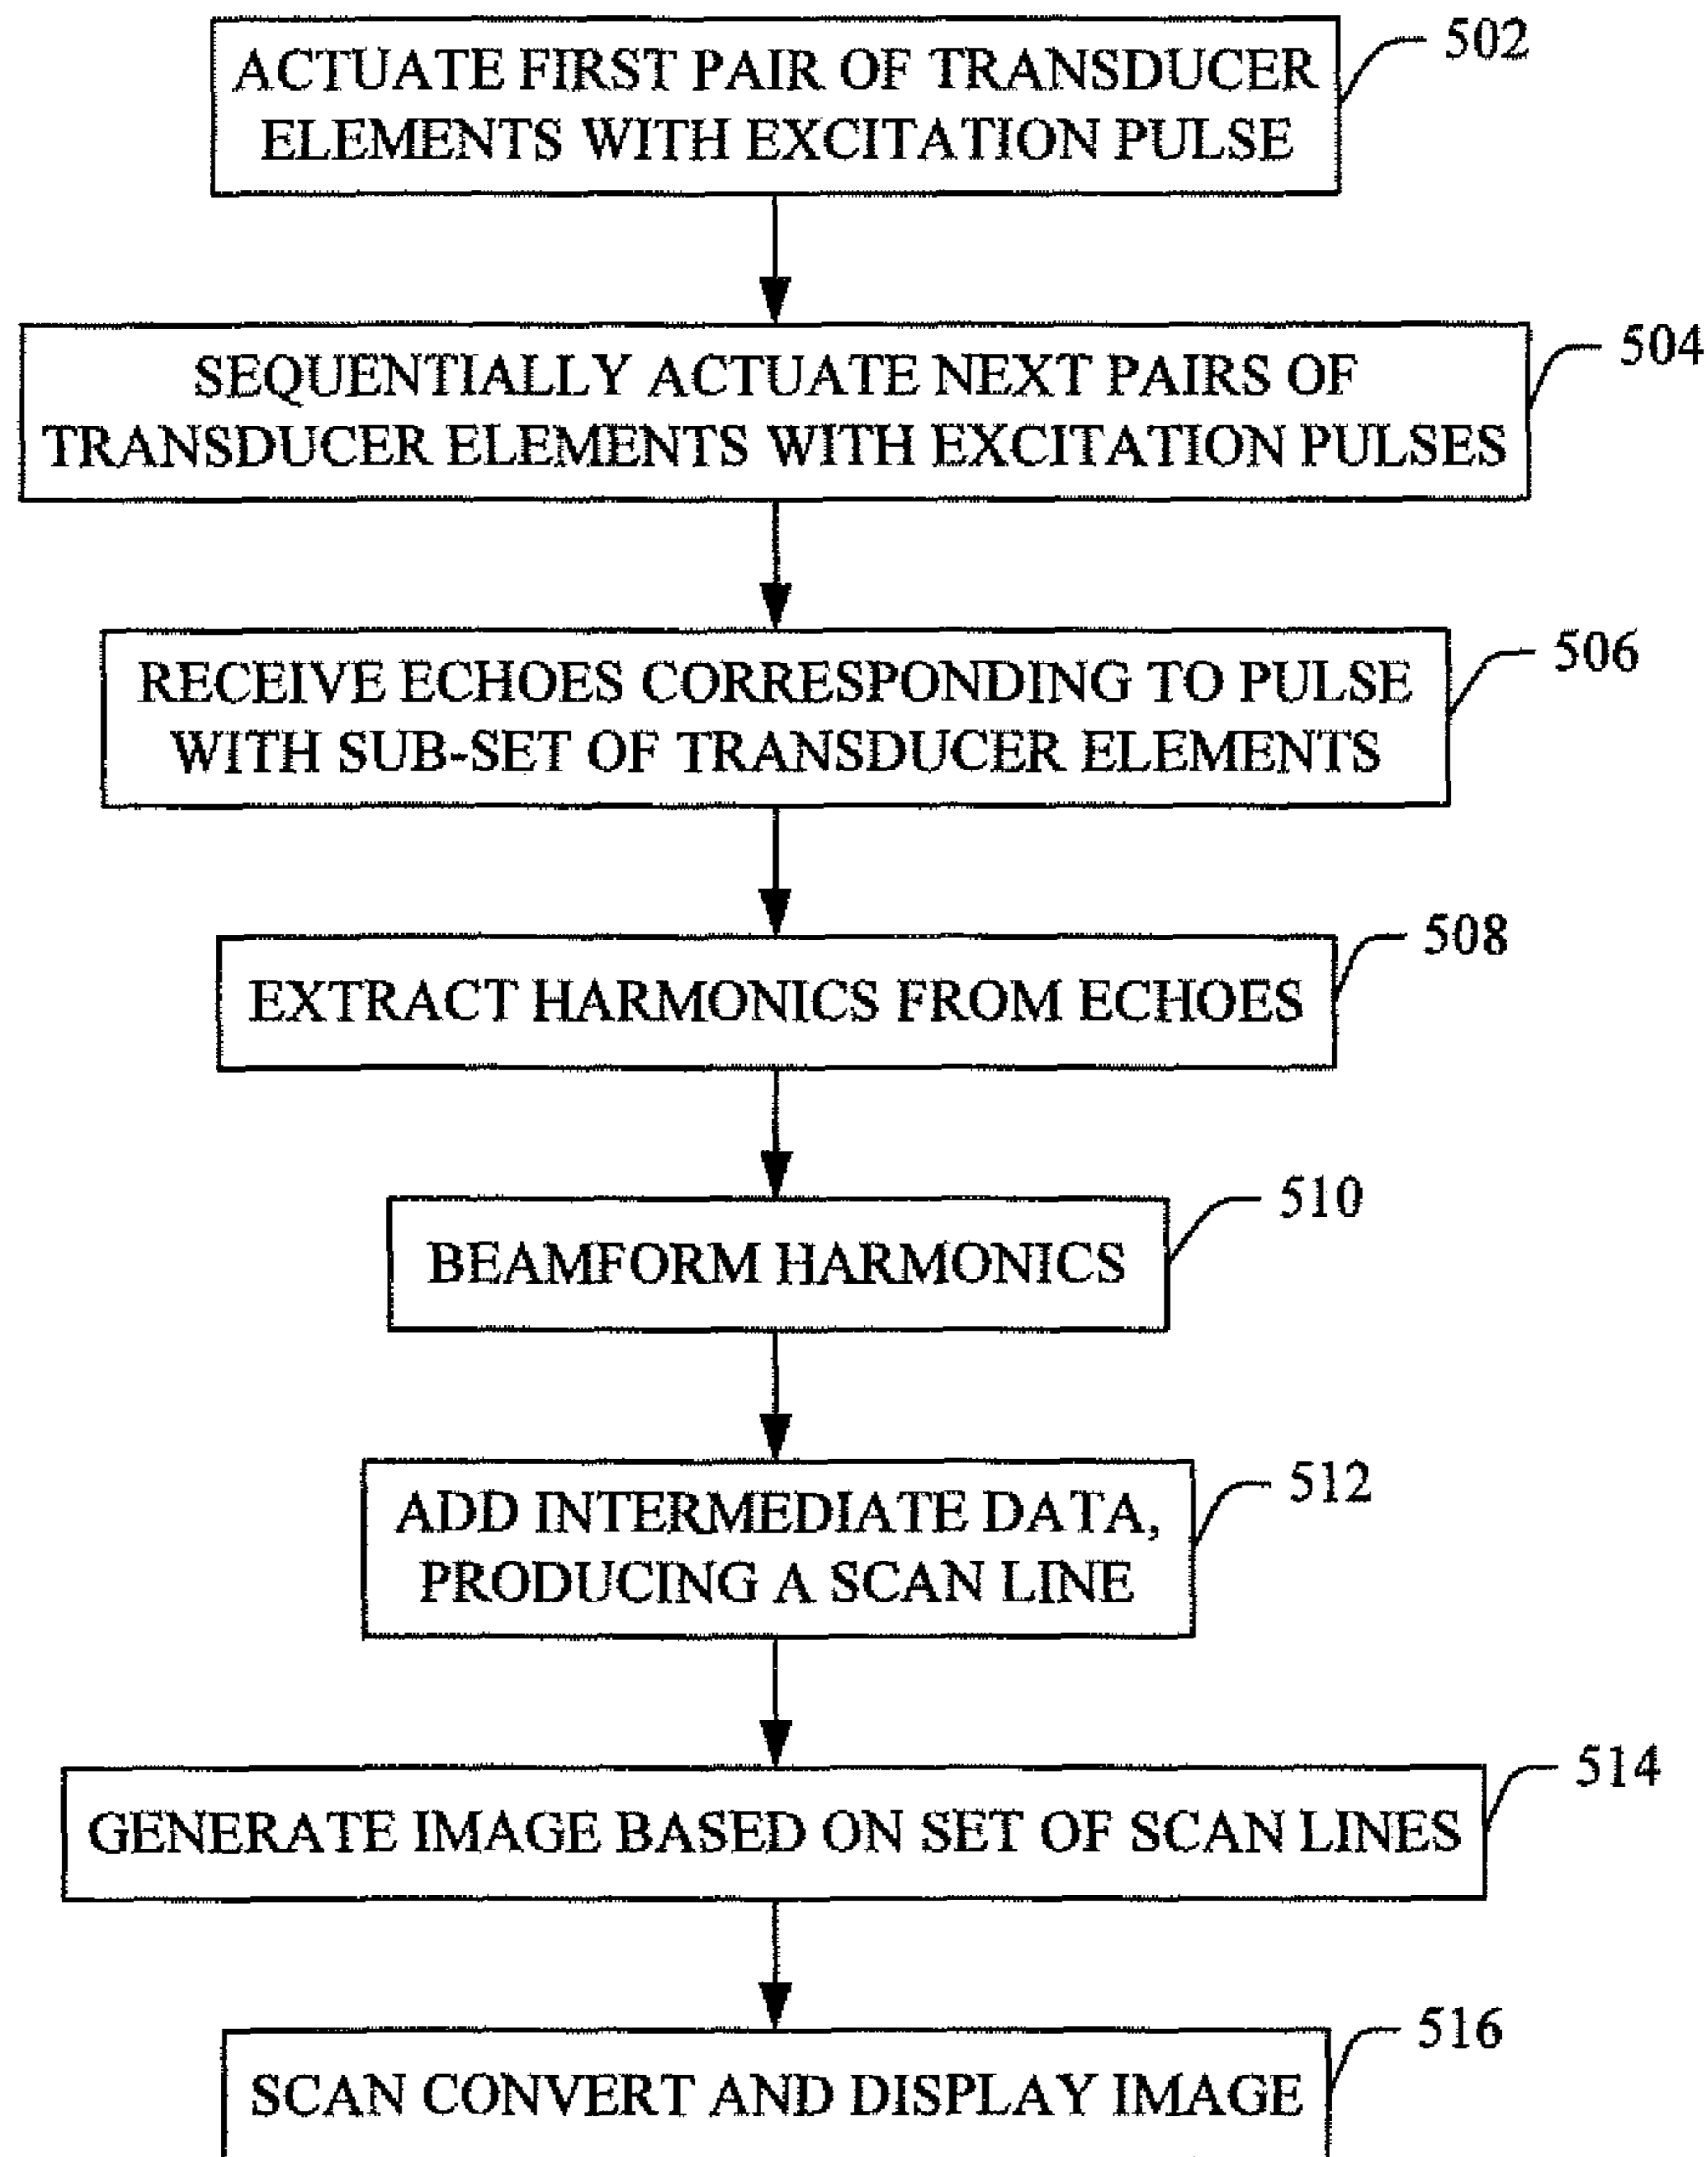 ACTUATE FIRST PAIR OF TRANSDUCER
ELEMENTS WITH EXCITATION PULSE
502
SEQUENTIALLY ACTUATE NEXT PAIRS OF
TRANSDUCER ELEMENTS WITH EXCITATION PULSES
504
RECEIVE ECHOES CORRESPONDING TO PULSE
WITH SUB-SET OF TRANSDUCER ELEMENTS
506
EXTRACT HARMONICS FROM ECHOES
508
BEAMFORM HARMONICS
510
ADD INTERMEDIATE DATA,
PRODUCING A SCAN LINE
512
GENERATE IMAGE BASED ON SET OF SCAN LINES
514
SCAN CONVERT AND DISPLAY IMAGE
516